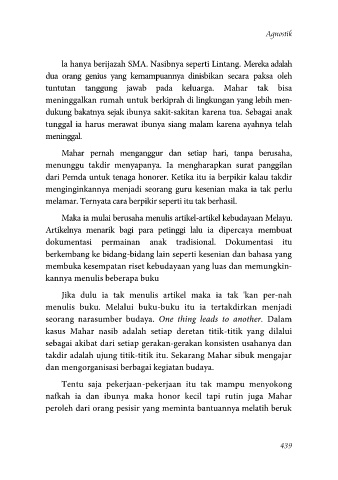 Agnostik
la hanya berijazah SMA. Nasibnya seperti Lintang. Mereka adalah
dua orang genius yang kemampuannya dinisbikan secara paksa oleh
tuntutan tanggung jawab pada keluarga. Mahar tak bisa
meninggalkan rumah untuk berkiprah di lingkungan yang lebih men-
dukung bakatnya sejak ibunya sakit-sakitan karena tua. Sebagai anak
tunggal ia harus merawat ibunya siang malam karena ayahnya telah
meninggal.
Mahar pernah menganggur dan setiap hari, tanpa berusaha,
menunggu takdir menyapanya. Ia mengharapkan surat panggilan
dari Pemda untuk tenaga honorer. Ketika itu ia berpikir kalau takdir
menginginkannya menjadi seorang guru kesenian maka ia tak perlu
melamar. Ternyata cara berpikir seperti itu tak berhasil.
Maka ia mulai berusaha menulis artikel-artikel kebudayaan Melayu.
Artikelnya menarik bagi para petinggi lalu ia dipercaya membuat
dokumentasi permainan anak tradisional. Dokumentasi itu
berkembang ke bidang-bidang lain seperti kesenian dan bahasa yang
membuka kesempatan riset kebudayaan yang luas dan memungkin-
kannya menulis beberapa buku
Jika dulu ia tak menulis artikel maka ia tak 'kan per-nah
menulis buku. Melalui buku-buku itu ia tertakdirkan menjadi
seorang narasumber budaya. One thing leads to another. Dalam
kasus Mahar nasib adalah setiap deretan titik-titik yang dilalui
sebagai akibat dari setiap gerakan-gerakan konsisten usahanya dan
takdir adalah ujung titik-titik itu. Sekarang Mahar sibuk mengajar
dan mengorganisasi berbagai kegiatan budaya.
Tentu saja pekerjaan-pekerjaan itu tak mampu menyokong
nafkah ia dan ibunya maka honor kecil tapi rutin juga Mahar
peroleh dari orang pesisir yang meminta bantuannya melatih beruk
439